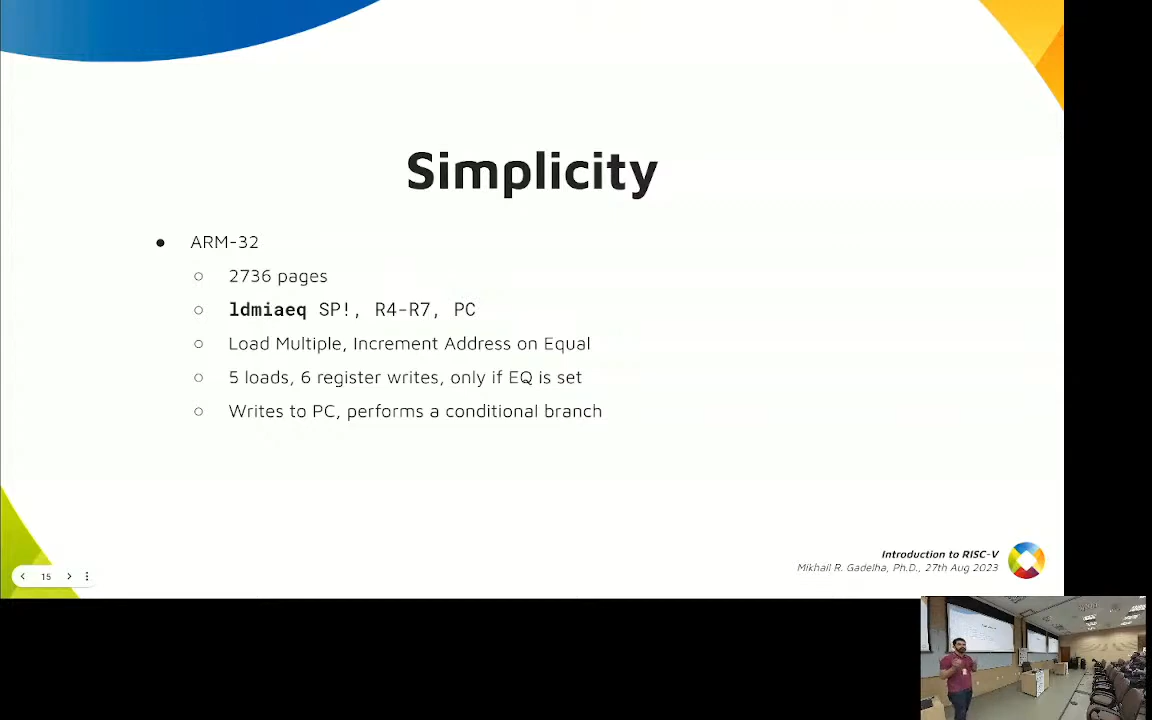 Simplicity
● ARM-32
○ 2736 pages
○ ldmiaeq SP!, R4-R7, PC
○ Load Multiple, Increment Address on Equal
○ 5 loads, 6 register writes, only if EQ is set
○ Writes to PC, performs a conditional branch
Introduction to RISC-V
Mikhail R. Gadelha, Ph.D., 27th Aug 2023
15